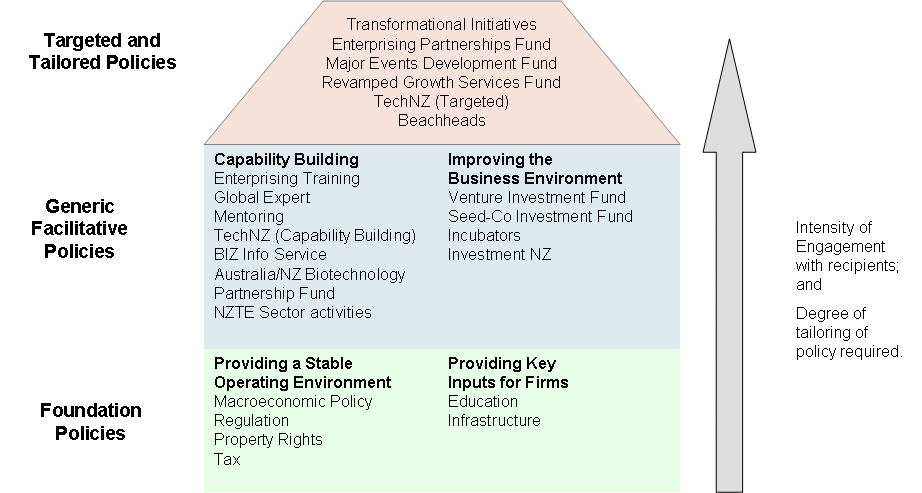 Targeted and
Tailored Policies
Transformational Initiatives
Enterprising Partnerships Fund
Major Events Development Fund
Revamped Growth Services Fund
TechNZ (Targeted)
Beachheads
Generic
Facilitative
Policies
Capability Building
Enterprising Training
Global Expert
Mentoring
TechNZ (Capability Building)
BIZ Info Service
Australia/NZ Biotechnology
Partnership Fund
NZTE Sector activities
Improving the
Business Environment
Venture Investment Fund
Seed-Co Investment Fund
Incubators
Investment NZ
Foundation
Policies
Providing a Stable
Operating Environment
Macroeconomic Policy
Regulation
Property Rights
Tax
Providing Key
Inputs for Firms
Education
Infrastructure
Intensity of
Engagement
with recipients;
and
Degree of
tailoring of
policy required.